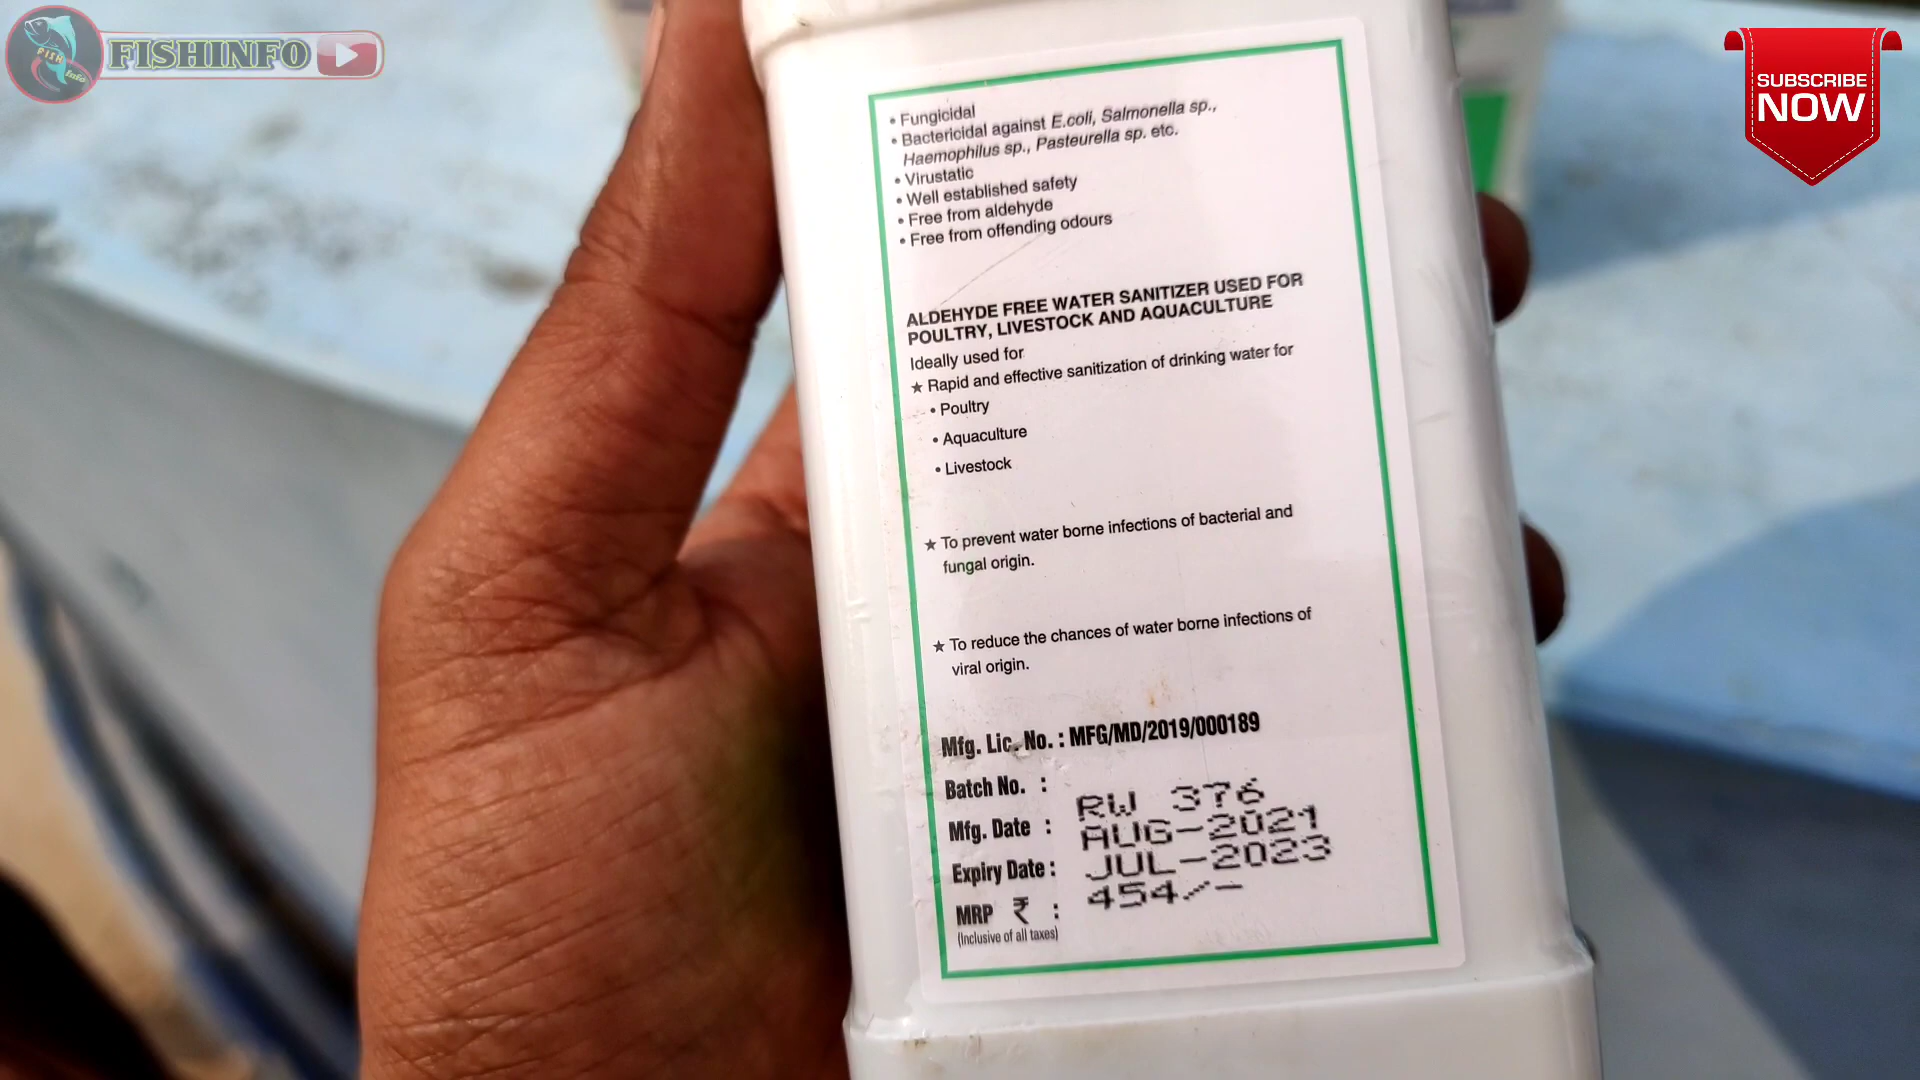 FISH
Info
FISHINFO
SUBSCRIBE
NOW
• Fungicidal
• Bactericidal against E.coli, Salmonella sp.,
Haemophilus sp., Pasteurella sp. etc.
• Virustatic
• Well established safety
• Free from aldehyde
• Free from offending odours
ALDEHYDE FREE WATER SANITIZER USED FOR
POULTRY, LIVESTOCK AND AQUACULTURE
Ideally used for
★ Rapid and effective sanitization of drinking water for
• Poultry
• Aquaculture
• Livestock
★ To prevent water borne infections of bacterial and
fungal origin.
★ To reduce the chances of water borne infections of
viral origin.
Mfg. Lic. No. : MFG/MD/2019/000189
Batch No. : RW 376
Mfg. Date : AUG-2021
Expiry Date : JUL-2023
MRP ₹ : 454/-
(Inclusive of all taxes)